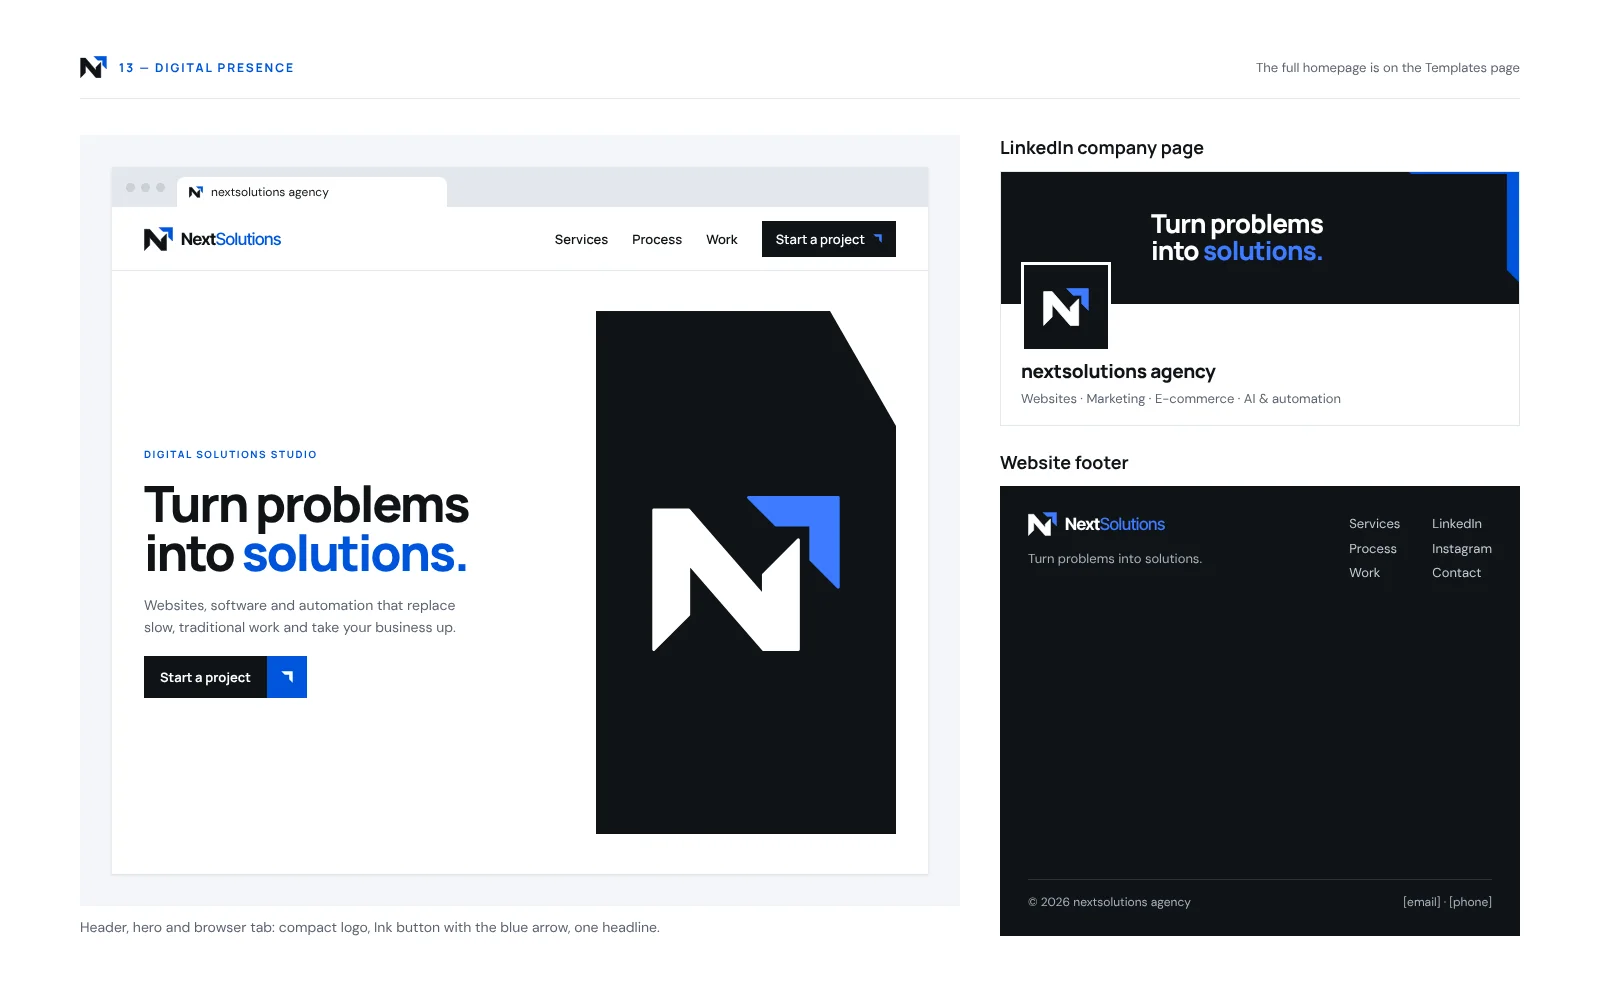 13 — DIGITAL PRESENCE
The full homepage is on the Templates page
nextsolutions agency
NextSolutions
Services
Process
Work
Start a project
DIGITAL SOLUTIONS STUDIO
Turn problems
into solutions.
Websites, software and automation that replace
slow, traditional work and take your business up.
Start a project
Header, hero and browser tab: compact logo, Ink button with the blue arrow, one headline.
LinkedIn company page
Turn problems
into solutions.
nextsolutions agency
Websites · Marketing · E-commerce · AI & automation
Website footer
NextSolutions
Turn problems into solutions.
Services
Process
Work
LinkedIn
Instagram
Contact
© 2026 nextsolutions agency
[email] · [phone]